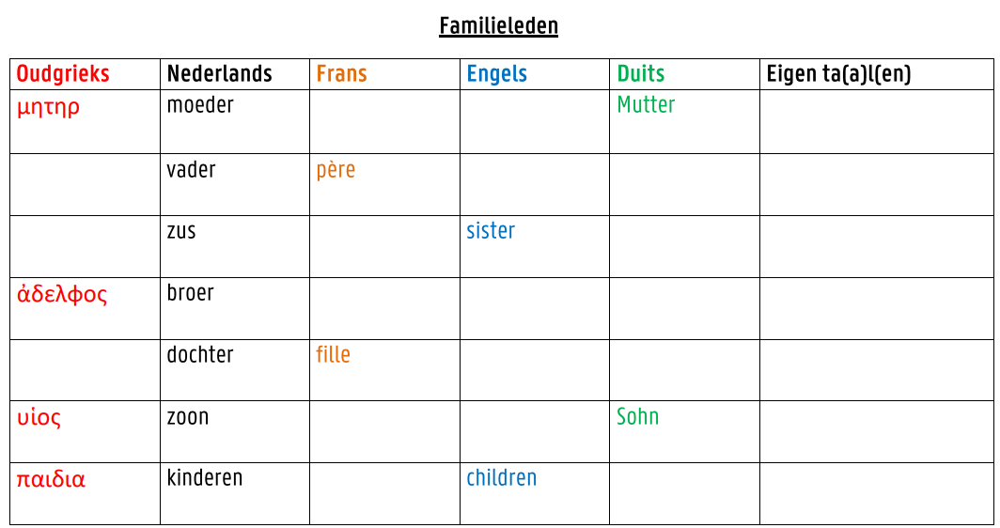 Familieleden
Oudgrieks Nederlands Frans Engels Duits Eigen ta(a)l(en)
μητηρ moeder Mutter
vader père
zus sister
ἀδελφος broer
dochter fille
υἱος zoon Sohn
παιδια kinderen children